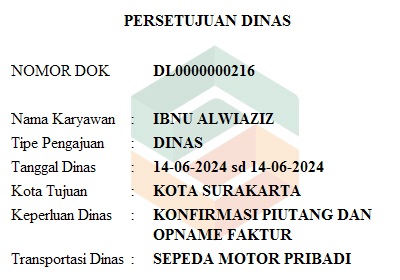 PERSETUJUAN DINAS
NOMOR DOK DL0000000216
Nama Karyawan : IBNU ALWIAZIZ
Tipe Pengajuan : DINAS
Tanggal Dinas : 14-06-2024 sd 14-06-2024
Kota Tujuan : KOTA SURAKARTA
Keperluan Dinas : KONFIRMASI PIUTANG DAN
OPNAME FAKTUR
Transportasi Dinas : SEPEDA MOTOR PRIBADI